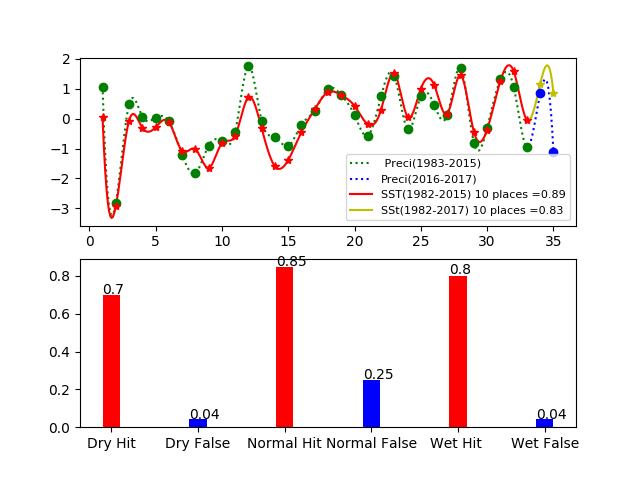 2
1
0
−1
−2
−3
0 5 10 15 20 25 30 35
Preci(1983-2015)
Preci(2016-2017)
SST(1982-2015) 10 places =0.89
SSt(1982-2017) 10 places =0.83
0.8
0.6
0.4
0.2
0.0
0.7
0.04
0.85
0.25
0.8
0.04
Dry Hit Dry False Normal Hit Normal False Wet Hit Wet False